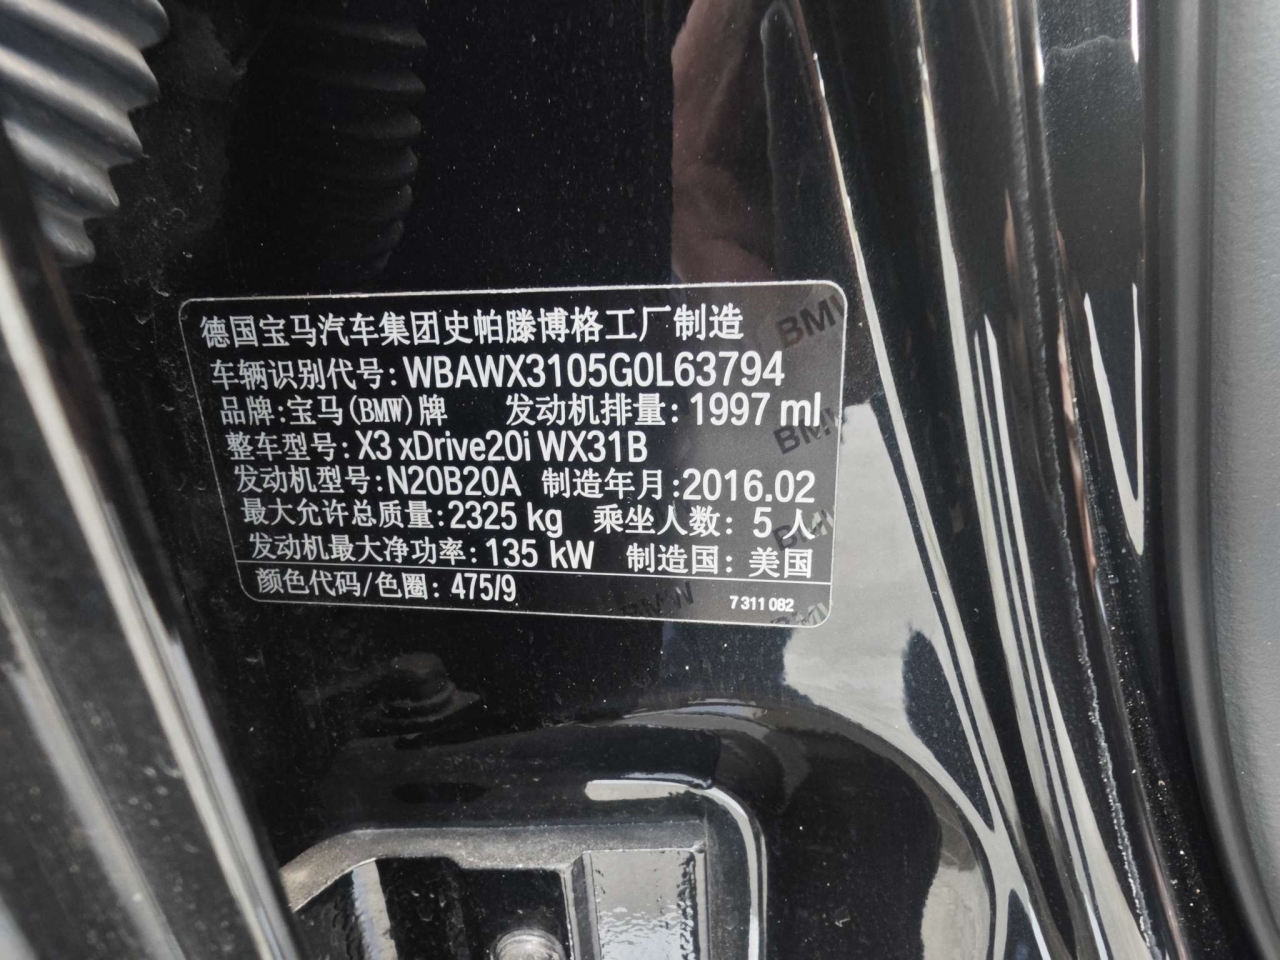 德国宝马汽车集团史帕滕博格工厂制造
车辆识别代号: WBAWX3105G0L63794
品牌: 宝马(BMW)牌 发动机排量: 1997 ml
整车型号: X3 xDrive20i WX31B
发动机型号: N20B20A 制造年月: 2016.02
最大允许总质量: 2325 kg 乘坐人数: 5 人
发动机最大净功率: 135 kW 制造国: 美国
颜色代码/色圈: 475/9
7 311 082
BMW
BMW
BMW
BMW
BMW